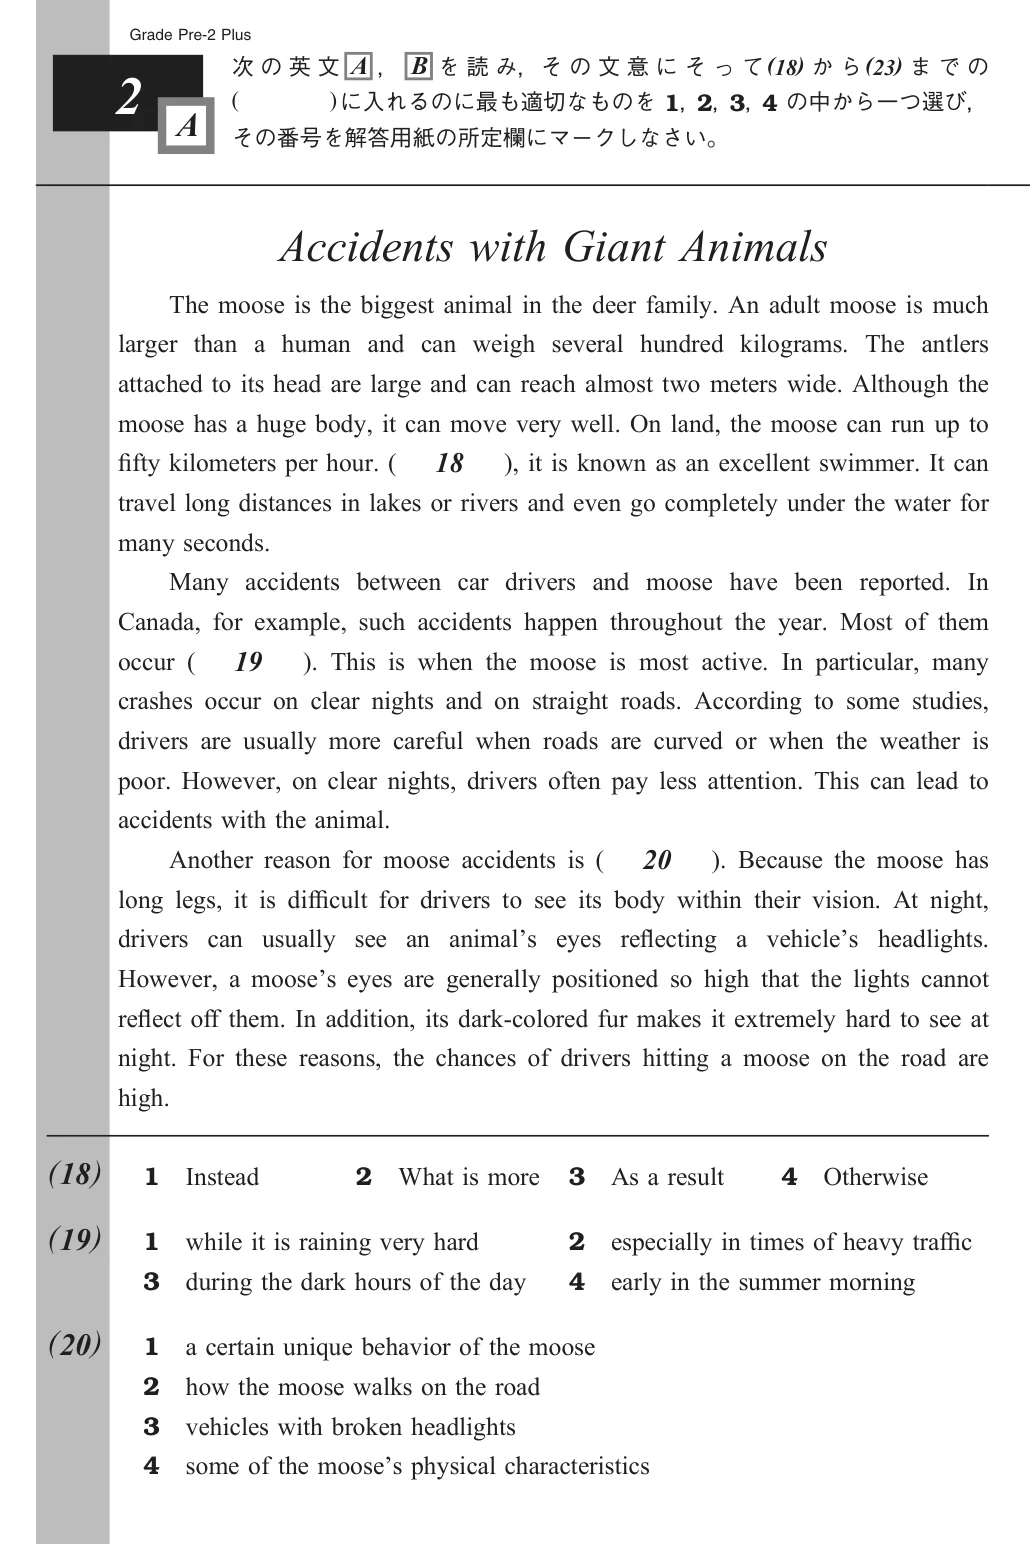 Grade Pre-2 Plus
2
A
次の英文A，Bを読み，その文意にそって(18)から(23)までの
(　　　)に入れるのに最も適切なものを 1, 2, 3, 4 の中から一つ選び，
その番号を解答用紙の所定欄にマークしなさい。
Accidents with Giant Animals
The moose is the biggest animal in the deer family. An adult moose is much
larger than a human and can weigh several hundred kilograms. The antlers
attached to its head are large and can reach almost two meters wide. Although the
moose has a huge body, it can move very well. On land, the moose can run up to
fifty kilometers per hour. ( 18 ), it is known as an excellent swimmer. It can
travel long distances in lakes or rivers and even go completely under the water for
many seconds.
Many accidents between car drivers and moose have been reported. In
Canada, for example, such accidents happen throughout the year. Most of them
occur ( 19 ). This is when the moose is most active. In particular, many
crashes occur on clear nights and on straight roads. According to some studies,
drivers are usually more careful when roads are curved or when the weather is
poor. However, on clear nights, drivers often pay less attention. This can lead to
accidents with the animal.
Another reason for moose accidents is ( 20 ). Because the moose has
long legs, it is difficult for drivers to see its body within their vision. At night,
drivers can usually see an animal's eyes reflecting a vehicle's headlights.
However, a moose's eyes are generally positioned so high that the lights cannot
reflect off them. In addition, its dark-colored fur makes it extremely hard to see at
night. For these reasons, the chances of drivers hitting a moose on the road are
high.
(18) 1 Instead 2 What is more 3 As a result 4 Otherwise
(19) 1 while it is raining very hard 2 especially in times of heavy traffic
3 during the dark hours of the day 4 early in the summer morning
(20) 1 a certain unique behavior of the moose
2 how the moose walks on the road
3 vehicles with broken headlights
4 some of the moose's physical characteristics